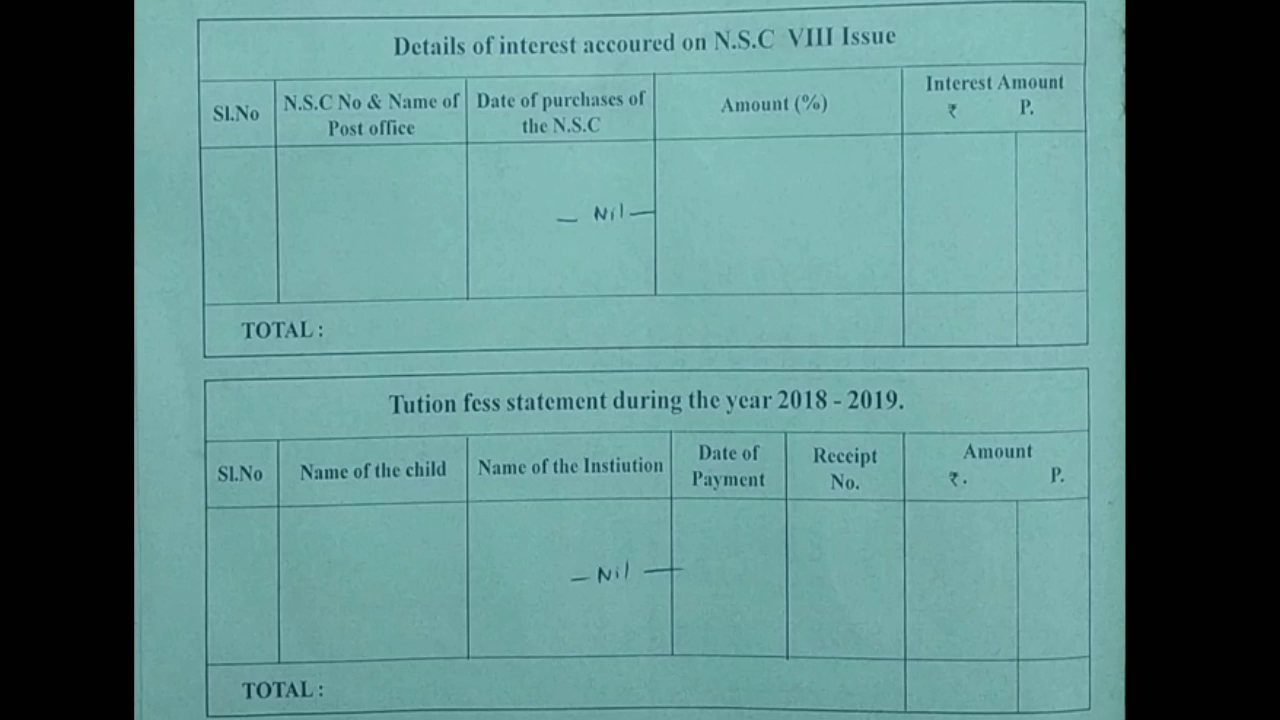 Details of interest accoured on N.S.C VIII Issue
Sl.No
N.S.C No & Name of
Post office
Date of purchases of
the N.S.C
Amount (%)
Interest Amount
₹ P.
— Nil —
TOTAL :
Tution fess statement during the year 2018 - 2019.
Sl.No
Name of the child
Name of the Instiution
Date of
Payment
Receipt
No.
Amount
₹. P.
— Nil —
TOTAL :